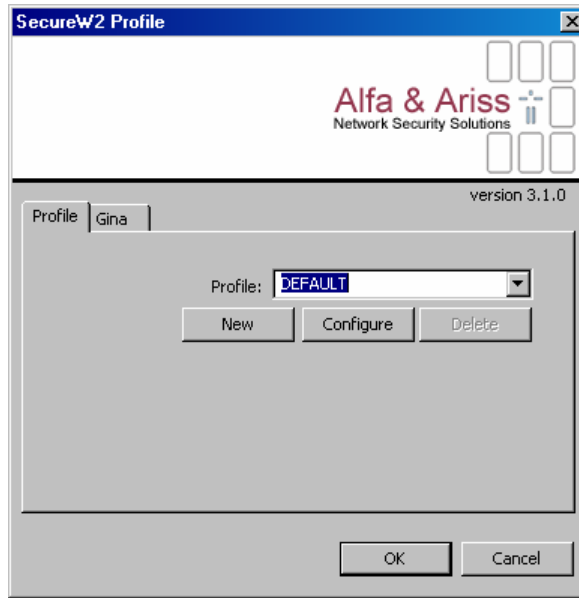 SecureW2 Profile
Alfa & Ariss
Network Security Solutions
version 3.1.0
Profile Gina
Profile: DEFAULT
New Configure Delete
OK Cancel